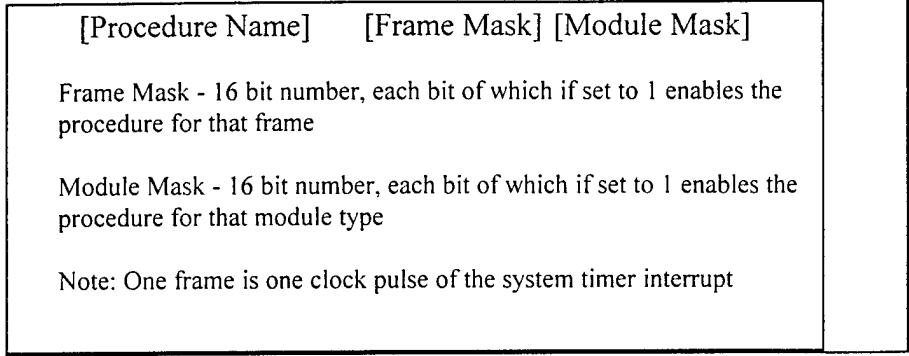 [Procedure Name] [Frame Mask] [Module Mask]
Frame Mask - 16 bit number, each bit of which if set to 1 enables the
procedure for that frame
Module Mask - 16 bit number, each bit of which if set to 1 enables the
procedure for that module type
Note: One frame is one clock pulse of the system timer interrupt